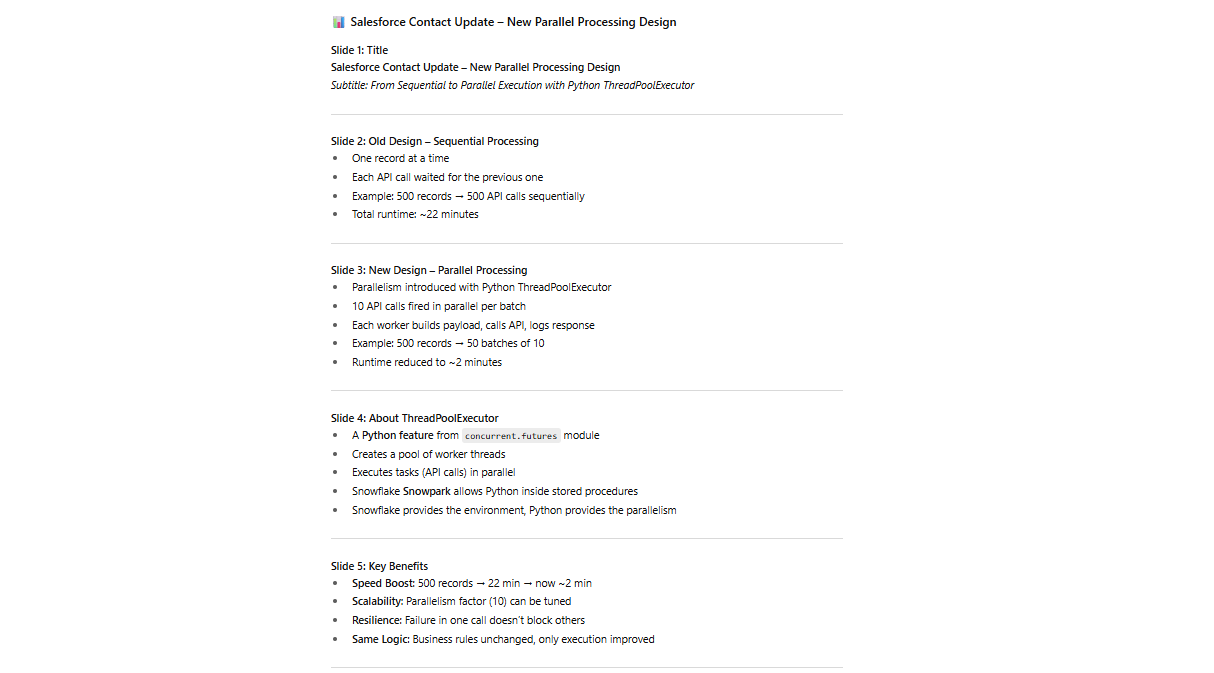 📊 Salesforce Contact Update – New Parallel Processing Design
Slide 1: Title
Salesforce Contact Update – New Parallel Processing Design
Subtitle: From Sequential to Parallel Execution with Python ThreadPoolExecutor
Slide 2: Old Design – Sequential Processing
• One record at a time
• Each API call waited for the previous one
• Example: 500 records → 500 API calls sequentially
• Total runtime: ~22 minutes
Slide 3: New Design – Parallel Processing
• Parallelism introduced with Python ThreadPoolExecutor
• 10 API calls fired in parallel per batch
• Each worker builds payload, calls API, logs response
• Example: 500 records → 50 batches of 10
• Runtime reduced to ~2 minutes
Slide 4: About ThreadPoolExecutor
• A Python feature from concurrent.futures module
• Creates a pool of worker threads
• Executes tasks (API calls) in parallel
• Snowflake Snowpark allows Python inside stored procedures
• Snowflake provides the environment, Python provides the parallelism
Slide 5: Key Benefits
• Speed Boost: 500 records → 22 min → now ~2 min
• Scalability: Parallelism factor (10) can be tuned
• Resilience: Failure in one call doesn't block others
• Same Logic: Business rules unchanged, only execution improved